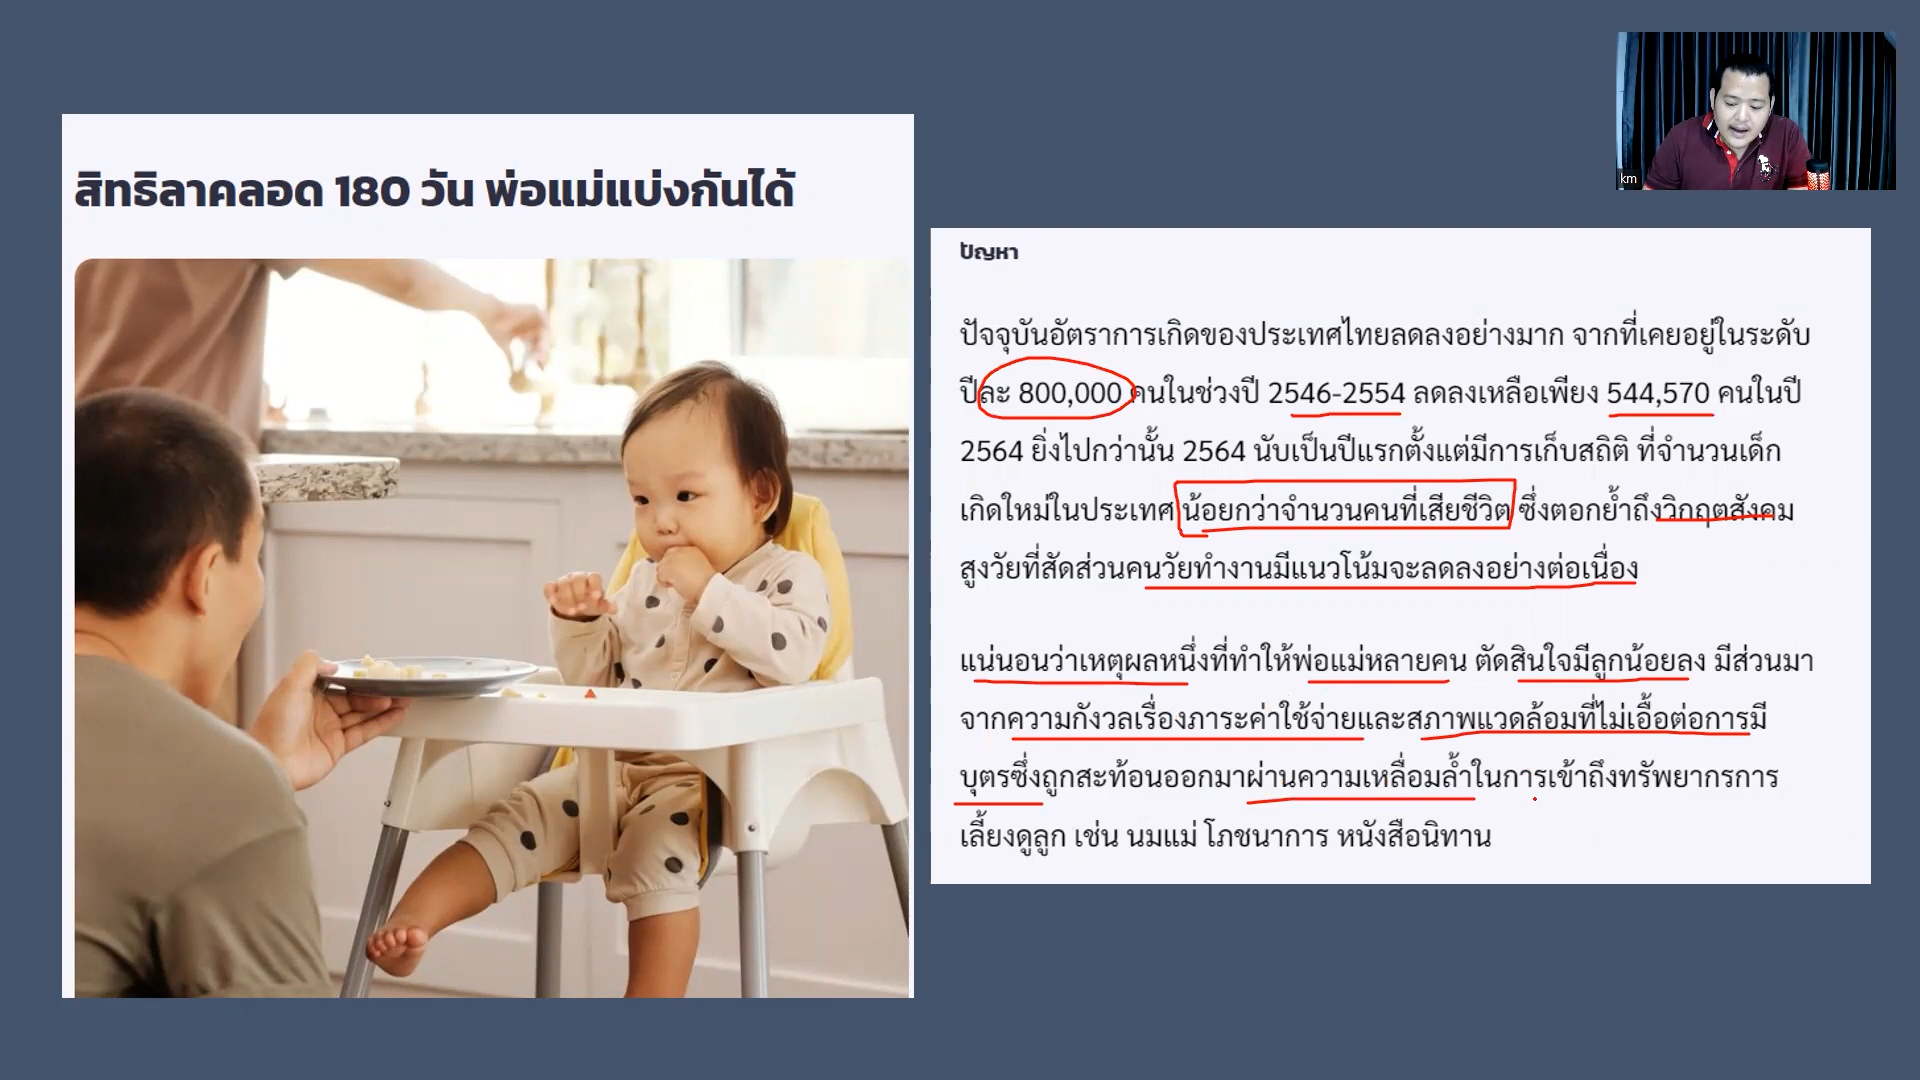 สิทธิลาคลอด 180 วัน พ่อแม่แบ่งกันได้
km
ปัญหา
ปัจจุบันอัตราการเกิดของประเทศไทยลดลงอย่างมาก จากที่เคยอยู่ในระดับ
ปีละ 800,000 คนในช่วงปี 2546-2554 ลดลงเหลือเพียง 544,570 คนในปี
2564 ยิ่งไปกว่านั้น 2564 นับเป็นปีแรกตั้งแต่มีการเก็บสถิติ ที่จำนวนเด็ก
เกิดใหม่ในประเทศ น้อยกว่าจำนวนคนที่เสียชีวิต ซึ่งตอกย้ำถึงวิกฤตสังคม
สูงวัยที่สัดส่วนคนวัยทำงานมีแนวโน้มจะลดลงอย่างต่อเนื่อง
แน่นอนว่าเหตุผลหนึ่งที่ทำให้พ่อแม่หลายคน ตัดสินใจมีลูกน้อยลง มีส่วนมา
จากความกังวลเรื่องภาระค่าใช้จ่ายและสภาพแวดล้อมที่ไม่เอื้อต่อการมี
บุตรซึ่งถูกสะท้อนออกมาผ่านความเหลื่อมล้ำในการเข้าถึงทรัพยากรการ
เลี้ยงดูลูก เช่น นมแม่ โภชนาการ หนังสือนิทาน